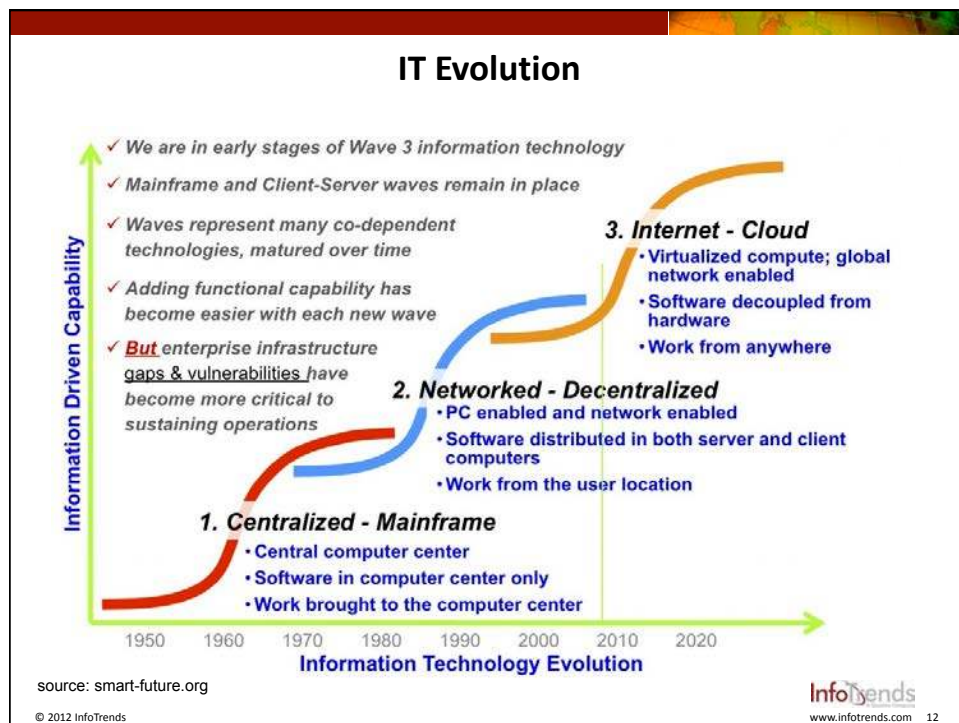 IT Evolution
✓ We are in early stages of Wave 3 information technology
✓ Mainframe and Client-Server waves remain in place
✓ Waves represent many co-dependent
technologies, matured over time
✓ Adding functional capability has
become easier with each new wave
✓ But enterprise infrastructure
gaps & vulnerabilities have
become more critical to
sustaining operations
3. Internet - Cloud
• Virtualized compute; global
network enabled
• Software decoupled from
hardware
• Work from anywhere
2. Networked - Decentralized
• PC enabled and network enabled
• Software distributed in both server and client
computers
• Work from the user location
1. Centralized - Mainframe
• Central computer center
• Software in computer center only
• Work brought to the computer center
Information Driven Capability
1950 1960 1970 1980 1990 2000 2010 2020
Information Technology Evolution
source: smart-future.org
InfoTrends
© 2012 InfoTrends
www.infotrends.com 12